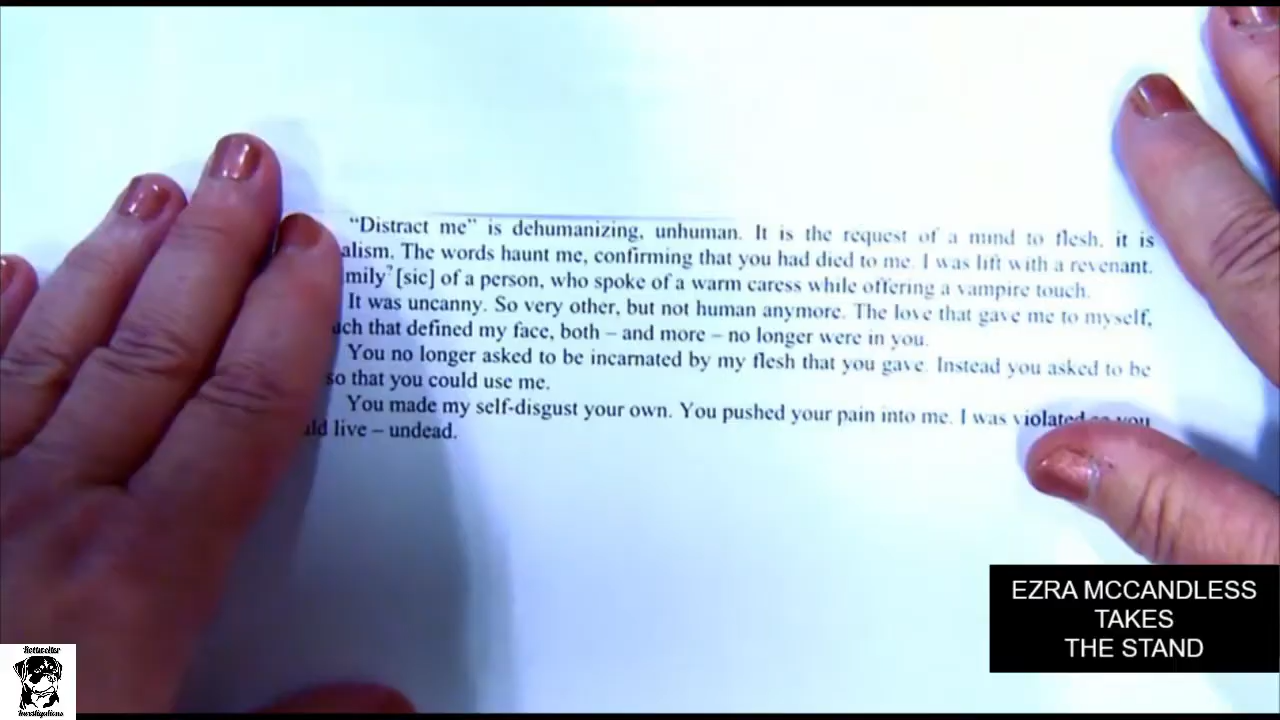 “Distract me” is dehumanizing, unhuman. It is the request of a mind to flesh, it is
alism. The words haunt me, confirming that you had died to me. I was lift with a revenant.
mily? [sic] of a person, who spoke of a warm caress while offering a vampire touch.
It was uncanny. So very other, but not human anymore. The love that gave me to myself,
ch that defined my face, both – and more – no longer were in you.
You no longer asked to be incarnated by my flesh that you gave. Instead you asked to be
so that you could use me.
You made my self-disgust your own. You pushed your pain into me. I was violated so you
ld live – undead.
EZRA MCCANDLESS
TAKES
THE STAND
Rottweiler
Investigations